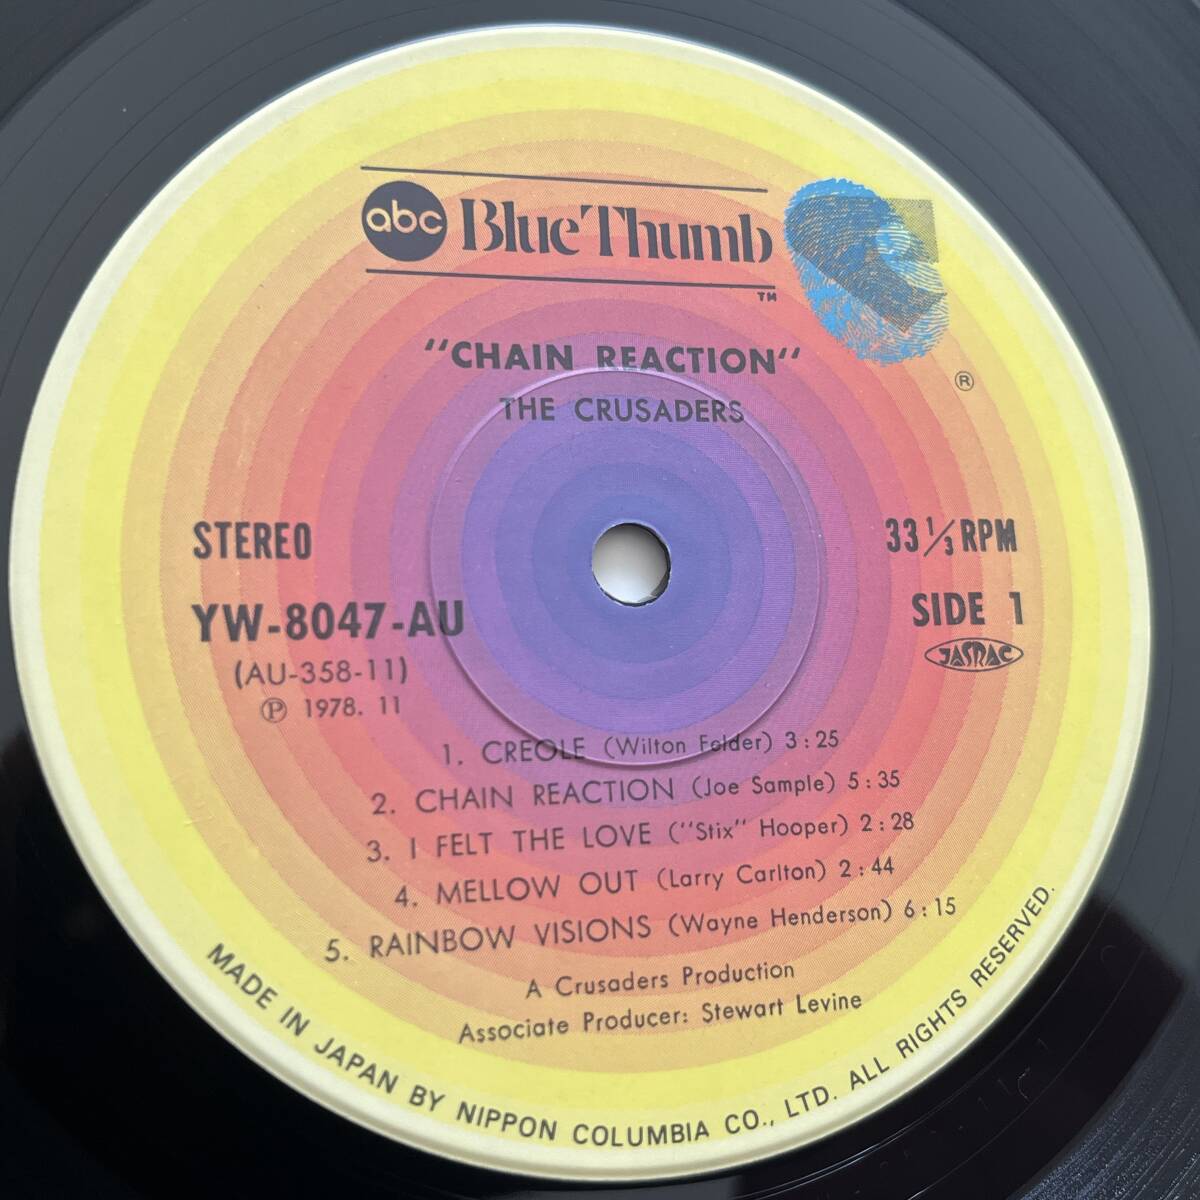 abc Blue Thumb
TM
®
"CHAIN REACTION"
THE CRUSADERS
STEREO
33 1/3 RPM
YW-8047-AU
SIDE 1
(AU-358-11)
JASRAC
Ⓟ 1978. 11
1. CREOLE (Wilton Felder) 3:25
2. CHAIN REACTION (Joe Sample) 5:35
3. I FELT THE LOVE ("Stix" Hooper) 2:28
4. MELLOW OUT (Larry Carlton) 2:44
5. RAINBOW VISIONS (Wayne Henderson) 6:15
A Crusaders Production
Associate Producer: Stewart Levine
MADE IN JAPAN BY NIPPON COLUMBIA CO., LTD. ALL RIGHTS RESERVED.